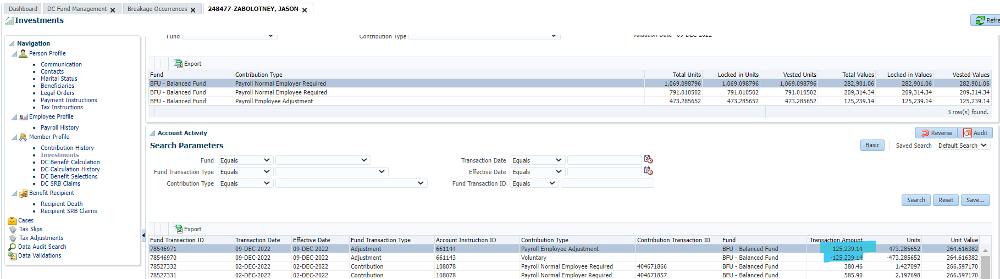 Dashboard DC Fund Management Breakage Occurrences 248477-ZABOLOTNEY, JASON
Investments Refre
Navigation
Person Profile
Communication
Contacts
Marital Status
Beneficiaries
Legal Orders
Payment Instructions
Tax Instructions
Employee Profile
Payroll History
Member Profile
Contribution History
Investments
DC Benefit Calculation
DC Calculation History
DC Benefit Selections
DC SRB Claims
Benefit Recipient
Recipient Death
Recipient SRB Claims
Cases
Tax Slips
Tax Adjustments
Data Audit Search
Data Validations
Fund Contribution Type Valuation Date 09-DEC-2022
Export
Fund Contribution Type Total Units Locked-in Units Vested Units Total Values Locked-in Values Vested Values
BFU - Balanced Fund Payroll Normal Employer Required 1,069.098796 1,069.098796 1,069.098796 282,901.06 282,901.06 282,901.06
BFU - Balanced Fund Payroll Normal Employee Required 791.010502 791.010502 791.010502 209,314.34 209,314.34 209,314.34
BFU - Balanced Fund Payroll Employee Adjustment 473.285652 473.285652 473.285652 125,239.14 125,239.14 125,239.14
3 row(s) found.
Account Activity Reverse Audit
Search Parameters Basic Saved Search Default Search
Fund Equals Transaction Date Equals
Fund Transaction Type Equals Effective Date Equals
Contribution Type Equals Fund Transaction ID Equals
Search Reset Save...
Export
Fund Transaction ID Transaction Date Effective Date Fund Transaction Type Account Instruction ID Contribution Type Contribution Transaction ID Fund Transaction Amount Units Unit Value
78546971 09-DEC-2022 09-DEC-2022 Adjustment 661144 Payroll Employee Adjustment BFU - Balanced Fund 125,239.14 473.285652 264.616382
78546970 09-DEC-2022 09-DEC-2022 Adjustment 661143 Voluntary BFU - Balanced Fund -125,239.14 -473.285652 264.616382
78527332 02-DEC-2022 02-DEC-2022 Contribution 108078 Payroll Normal Employee Required 404671866 BFU - Balanced Fund 380.46 1.427097 266.597170
78527331 02-DEC-2022 02-DEC-2022 Contribution 108078 Payroll Normal Employer Required 404671857 BFU - Balanced Fund 585.90 2.197698 266.597170